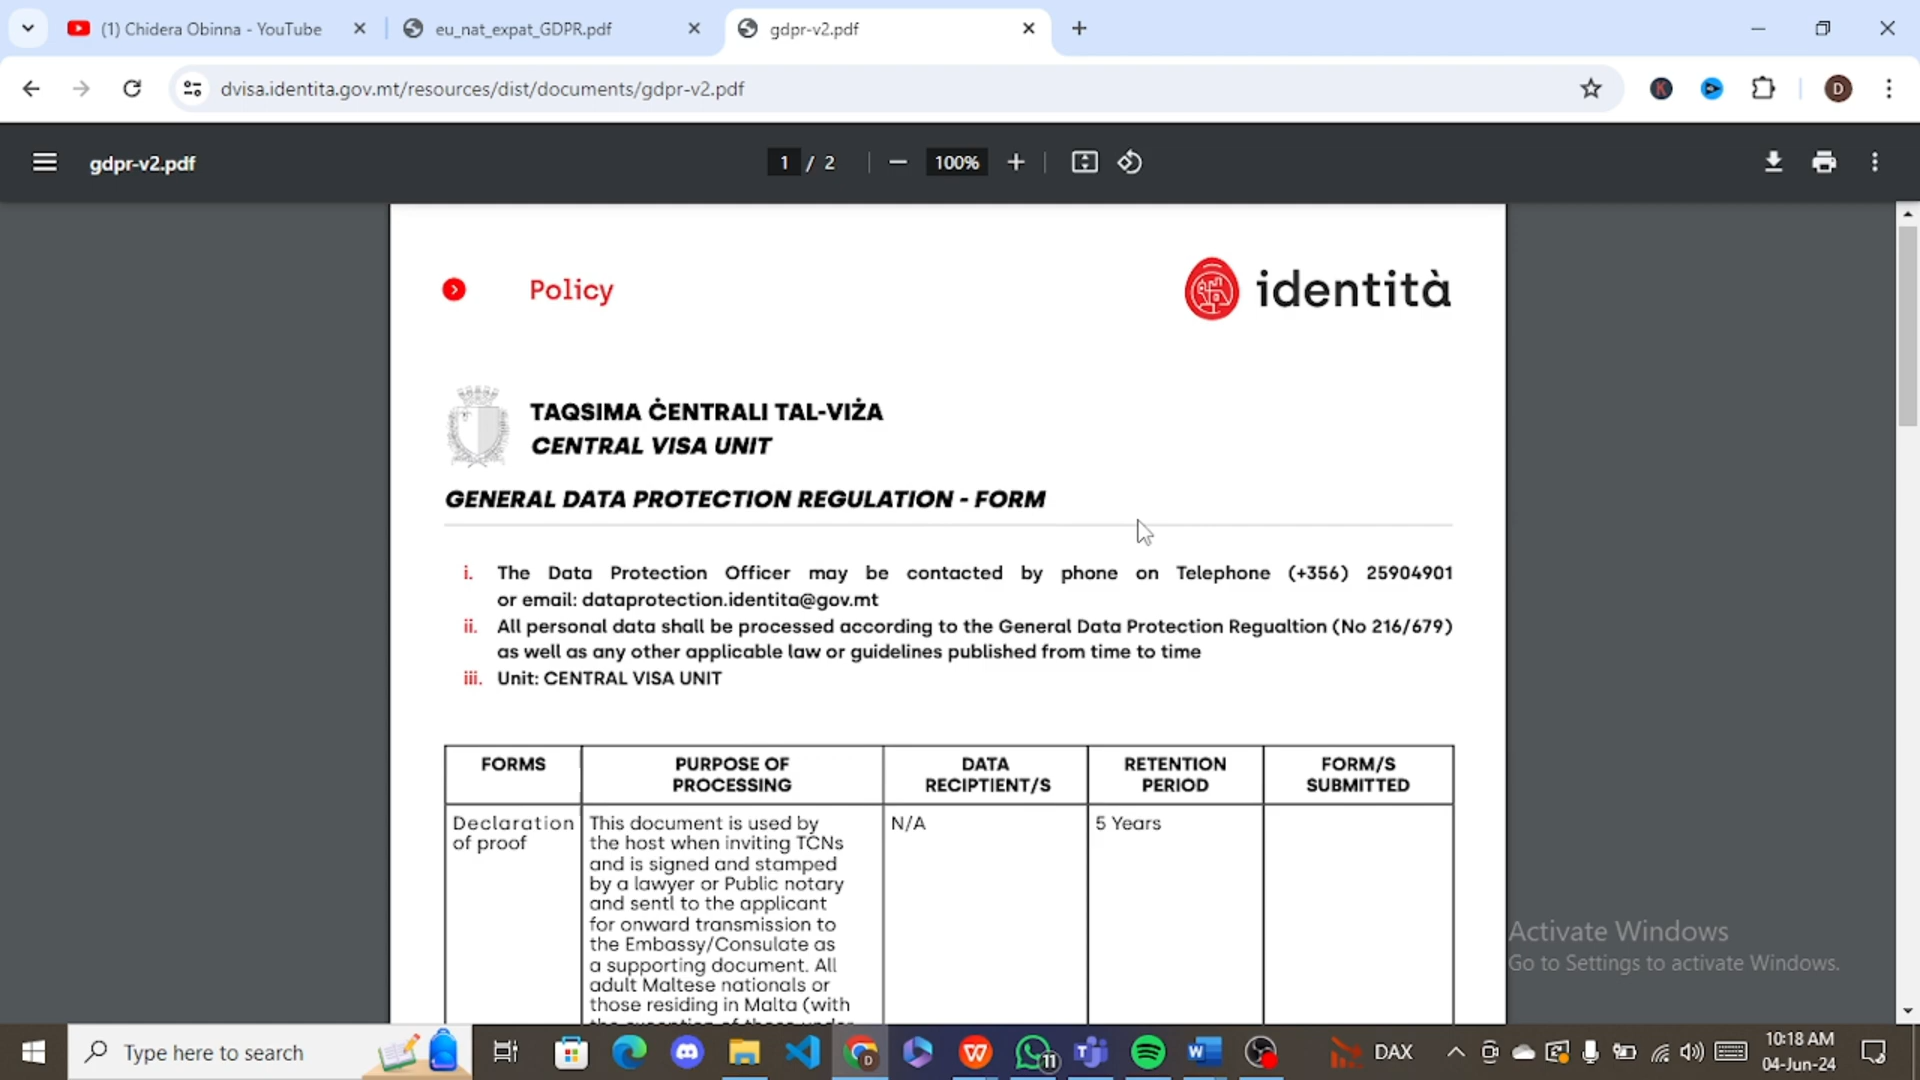 (1) Chidera Obinna - YouTube
eu_nat_expat_GDPR.pdf
gdpr-v2.pdf
dvisa.identita.gov.mt/resources/dist/documents/gdpr-v2.pdf
K
D
gdpr-v2.pdf
1 / 2
100%
Policy
identità
TAQSIMA ĊENTRALI TAL-VIŻA
CENTRAL VISA UNIT
GENERAL DATA PROTECTION REGULATION - FORM
i. The Data Protection Officer may be contacted by phone on Telephone (+356) 25904901
or email: dataprotection.identita@gov.mt
ii. All personal data shall be processed according to the General Data Protection Regualtion (No 216/679)
as well as any other applicable law or guidelines published from time to time
iii. Unit: CENTRAL VISA UNIT
FORMS
PURPOSE OF
PROCESSING
DATA
RECIPTIENT/S
RETENTION
PERIOD
FORM/S
SUBMITTED
Declaration
of proof
This document is used by
the host when inviting TCNs
and is signed and stamped
by a lawyer or Public notary
and sentl to the applicant
for onward transmission to
the Embassy/Consulate as
a supporting document. All
adult Maltese nationals or
those residing in Malta (with
N/A
5 Years
Activate Windows
Go to Settings to activate Windows.
Type here to search
D
W
11
W
DAX
10:18 AM
04-Jun-24